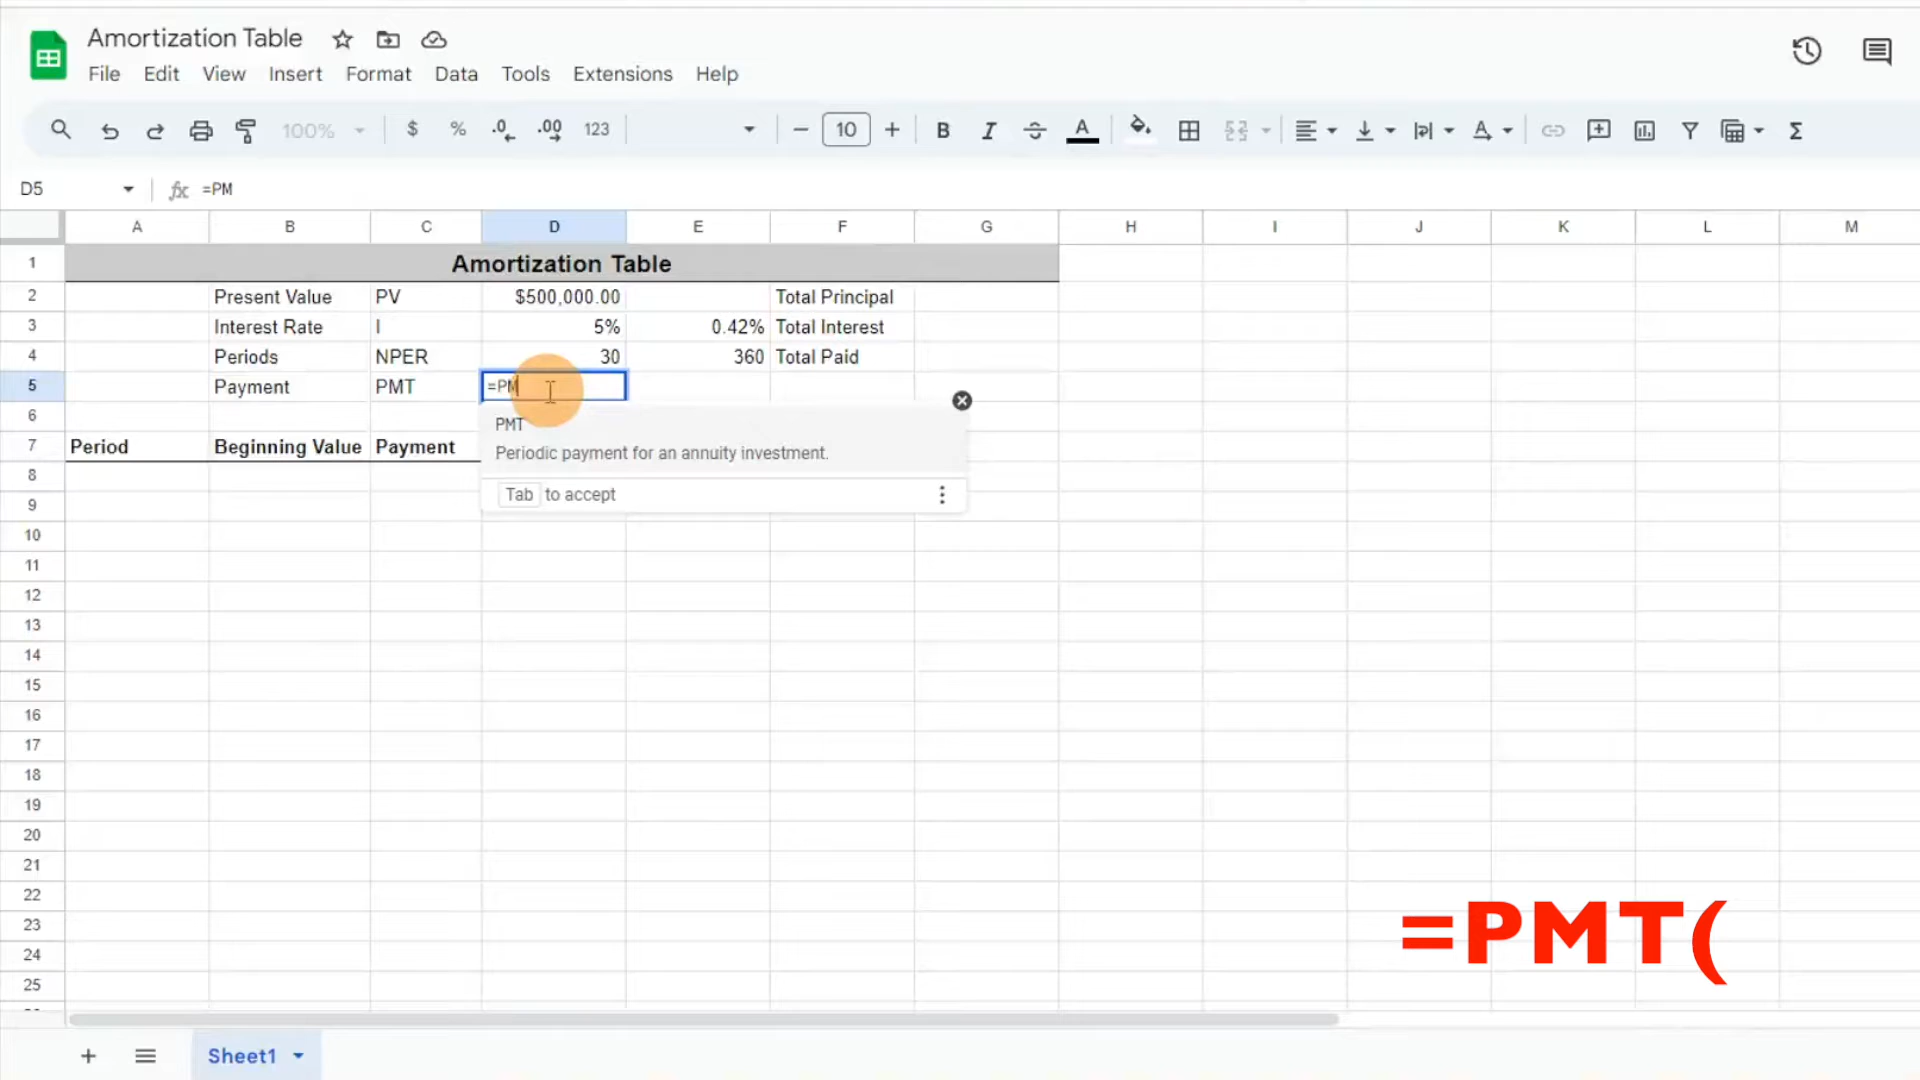 Amortization Table
File Edit View Insert Format Data Tools Extensions Help
100% $ % .0 .00 123 10 B I A A Σ
D5 fx =PM
A B C D E F G H I J K L M
1 Amortization Table
2 Present Value PV $500,000.00 Total Principal
3 Interest Rate I 5% 0.42% Total Interest
4 Periods NPER 30 360 Total Paid
5 Payment PMT =PM
6 PMT
7 Period Beginning Value Payment Periodic payment for an annuity investment.
8
Tab to accept
9
10
11
12
13
14
15
16
17
18
19
20
21
22
23
=PMT(
24
25
Sheet1